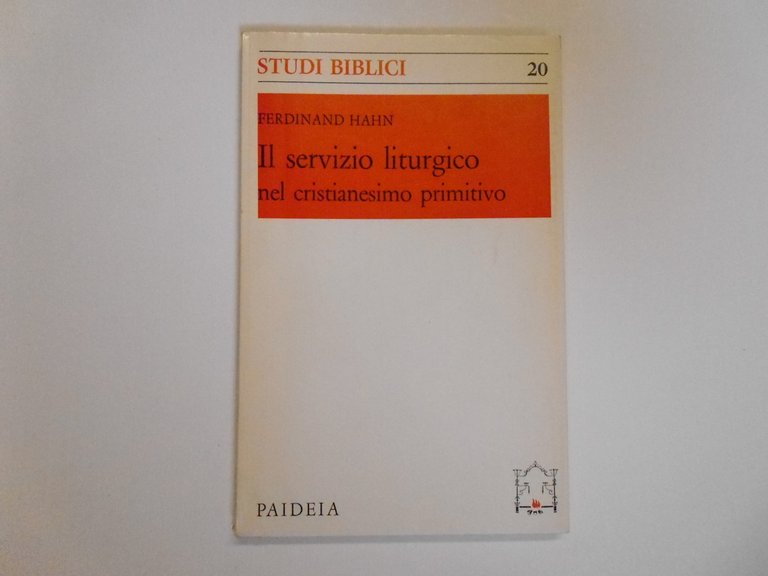 STUDI BIBLICI 20
FERDINAND HAHN
Il servizio liturgico
nel cristianesimo primitivo
PAIDEIA